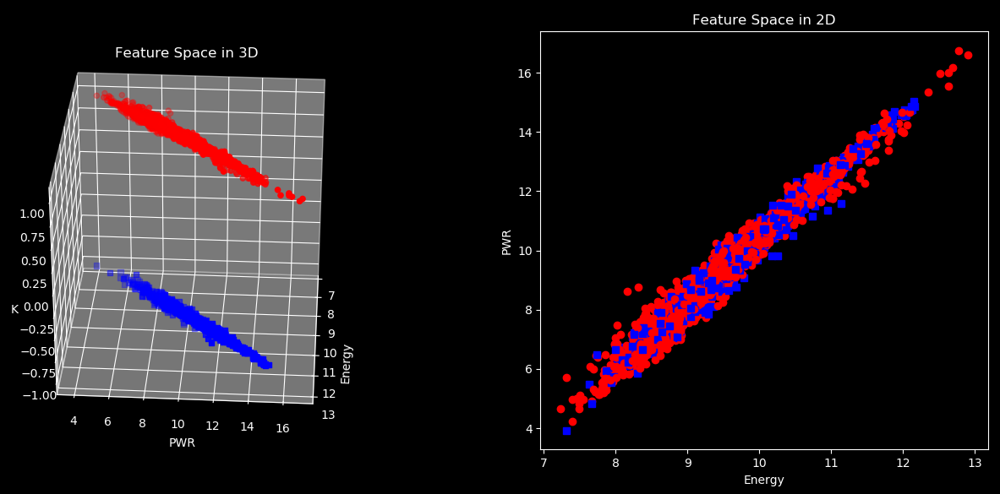 Feature Space in 3D
1.00
0.75
0.50
0.25
K 0.00
−0.25
−0.50
−0.75
−1.00
4 6 8 10 12 14 16
PWR
7
8
9
10
11
12
13
Energy
Feature Space in 2D
16
14
12
10
8
6
4
PWR
7 8 9 10 11 12 13
Energy